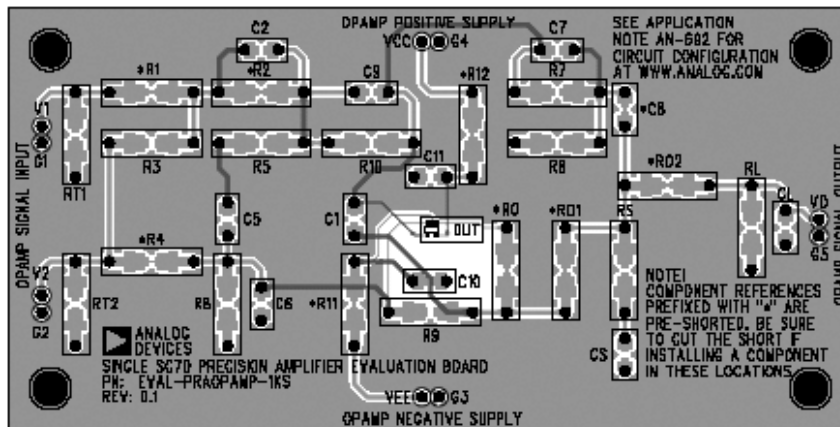 OPAMP POSITIVE SUPPLY
VCC G4
SEE APPLICATION
NOTE AN-692 FOR
CIRCUIT CONFIGURATION
AT WWW.ANALOG.COM
C2
C7
*R1
*R2
C9
*R12
R7
*C8
V1
G1
R3
R5
R10
R8
C11
RT1
*RO2
RL
OPAMP SIGNAL INPUT
C5
C1
OUT
*RO
*RO1
RS
CL
VO
G5
OPAMP SIGNAL OUTPUT
*R4
V2
G2
RT2
R6
C6
*R11
C10
R9
NOTE:
COMPONENT REFERENCES
PREFIXED WITH "*" ARE
PRE-SHORTED. BE SURE
TO CUT THE SHORT IF
INSTALLING A COMPONENT
IN THESE LOCATIONS
CS
ANALOG
DEVICES
SINGLE SC70 PRECISION AMPLIFIER EVALUATION BOARD
PN: EVAL-PRAOPAMP-1KS
REV: 0.1
VEE G3
OPAMP NEGATIVE SUPPLY